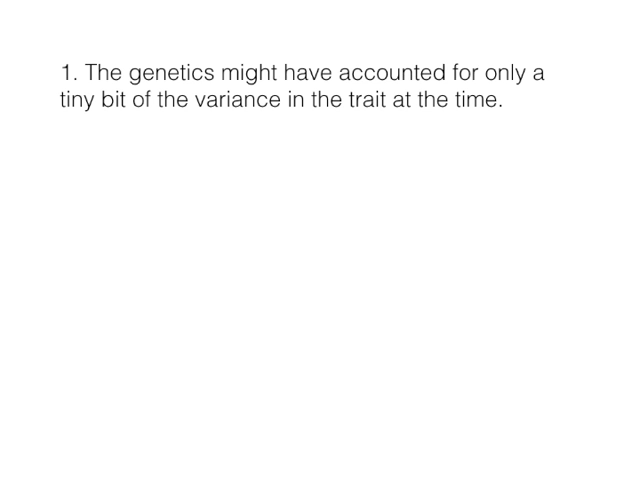 1. The genetics might have accounted for only a
tiny bit of the variance in the trait at the time.